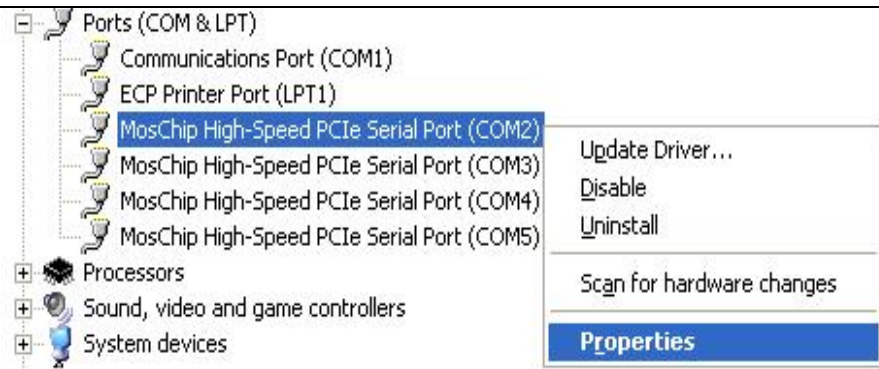 Ports (COM & LPT)
Communications Port (COM1)
ECP Printer Port (LPT1)
MosChip High-Speed PCIe Serial Port (COM2)
MosChip High-Speed PCIe Serial Port (COM3)
MosChip High-Speed PCIe Serial Port (COM4)
MosChip High-Speed PCIe Serial Port (COM5)
Processors
Sound, video and game controllers
System devices
Update Driver...
Disable
Uninstall
Scan for hardware changes
Properties